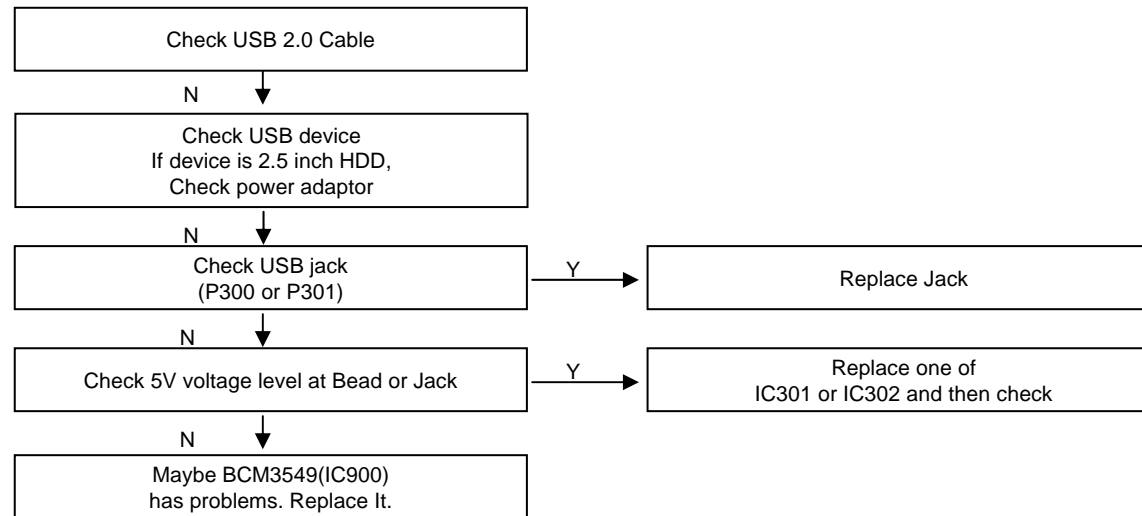 Check USB 2.0 Cable
N
Check USB device
If device is 2.5 inch HDD,
Check power adaptor
N
Check USB jack
(P300 or P301)
Y
Replace Jack
N
Check 5V voltage level at Bead or Jack
Y
Replace one of
IC301 or IC302 and then check
N
Maybe BCM3549(IC900)
has problems. Replace It.